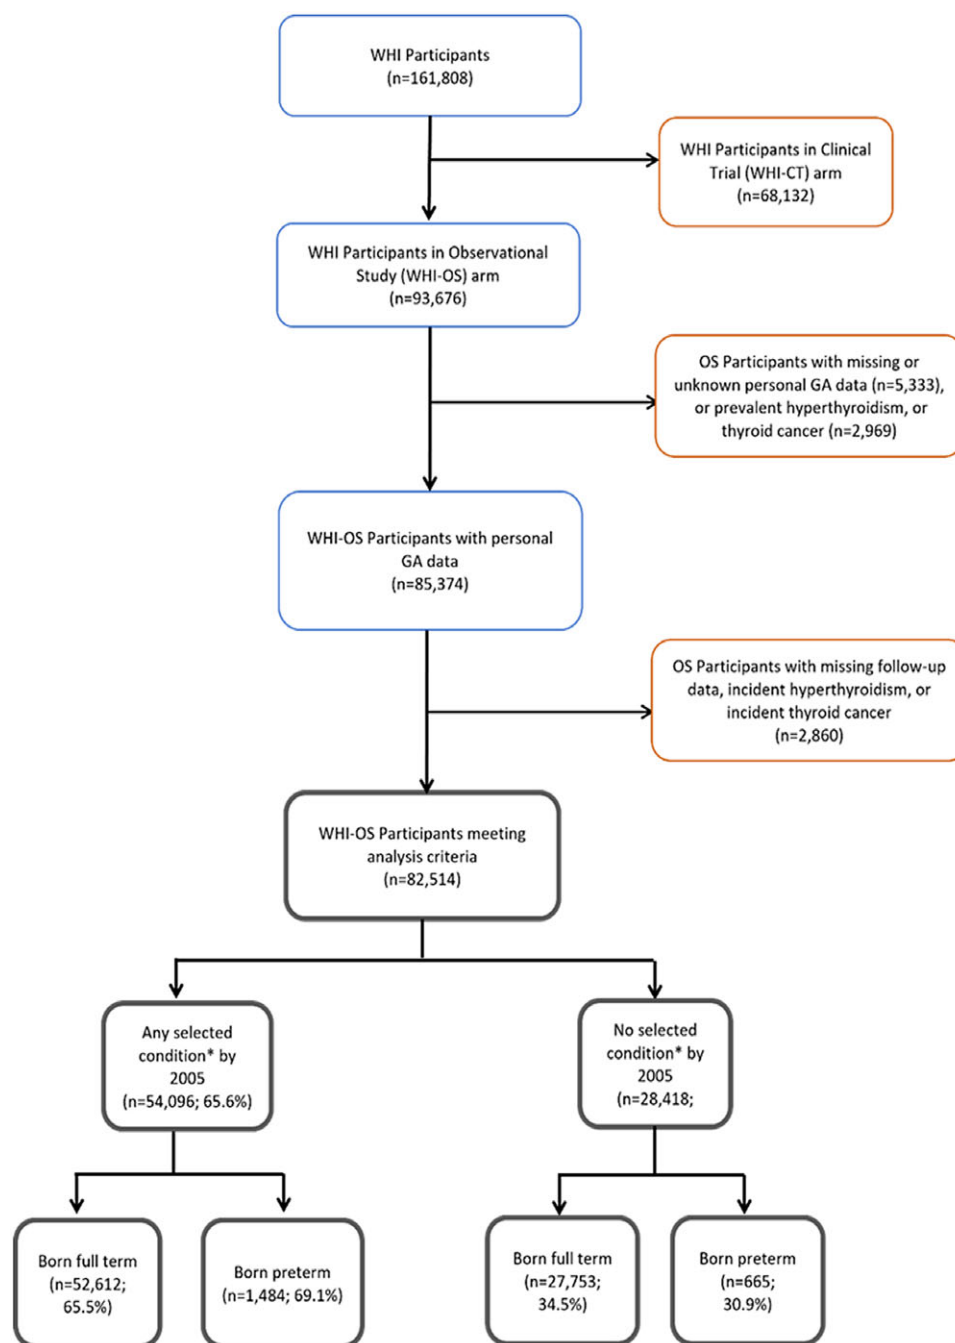 WHI Participants
(n=161,808)
WHI Participants in Clinical
Trial (WHI-CT) arm
(n=68,132)
WHI Participants in Observational
Study (WHI-OS) arm
(n=93,676)
OS Participants with missing or
unknown personal GA data (n=5,333),
or prevalent hyperthyroidism, or
thyroid cancer (n=2,969)
WHI-OS Participants with personal
GA data
(n=85,374)
OS Participants with missing follow-up
data, incident hyperthyroidism, or
incident thyroid cancer
(n=2,860)
WHI-OS Participants meeting
analysis criteria
(n=82,514)
Any selected
condition* by
2005
(n=54,096; 65.6%)
No selected
condition* by
2005
(n=28,418;
Born full term
(n=52,612;
65.5%)
Born preterm
(n=1,484; 69.1%)
Born full term
(n=27,753;
34.5%)
Born preterm
(n=665;
30.9%)